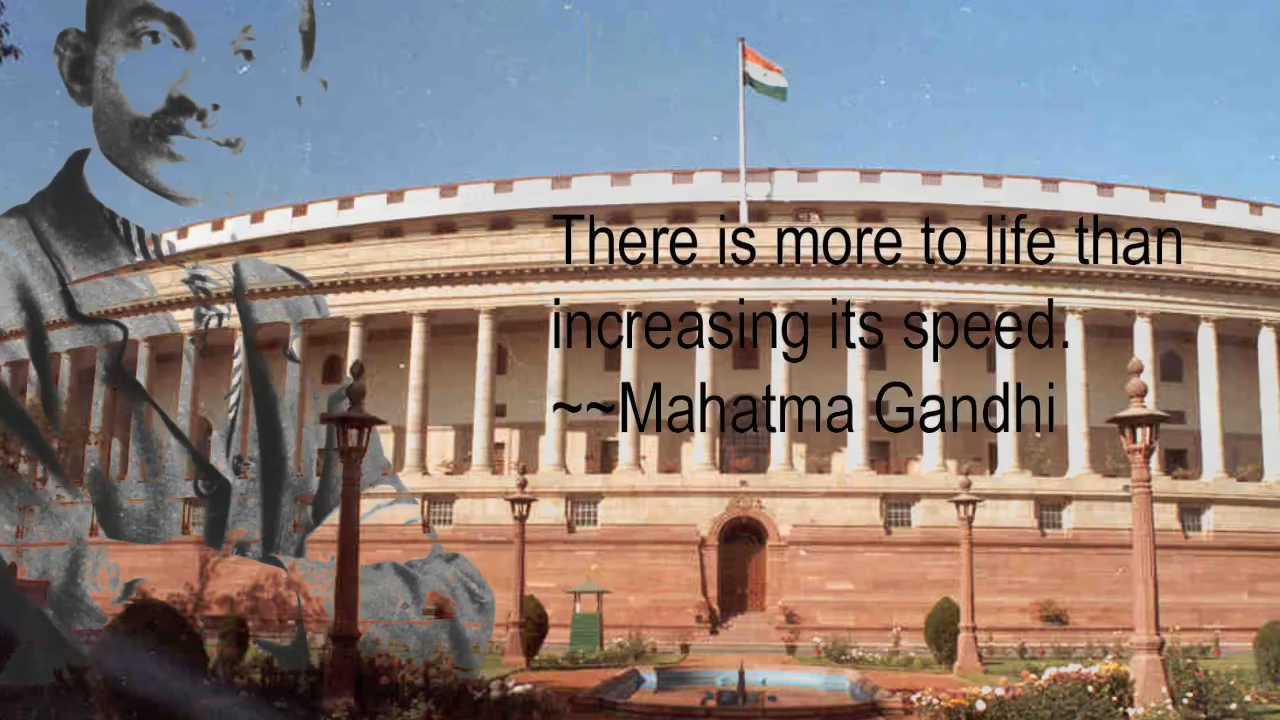 There is more to life than
increasing its speed.
~~Mahatma Gandhi